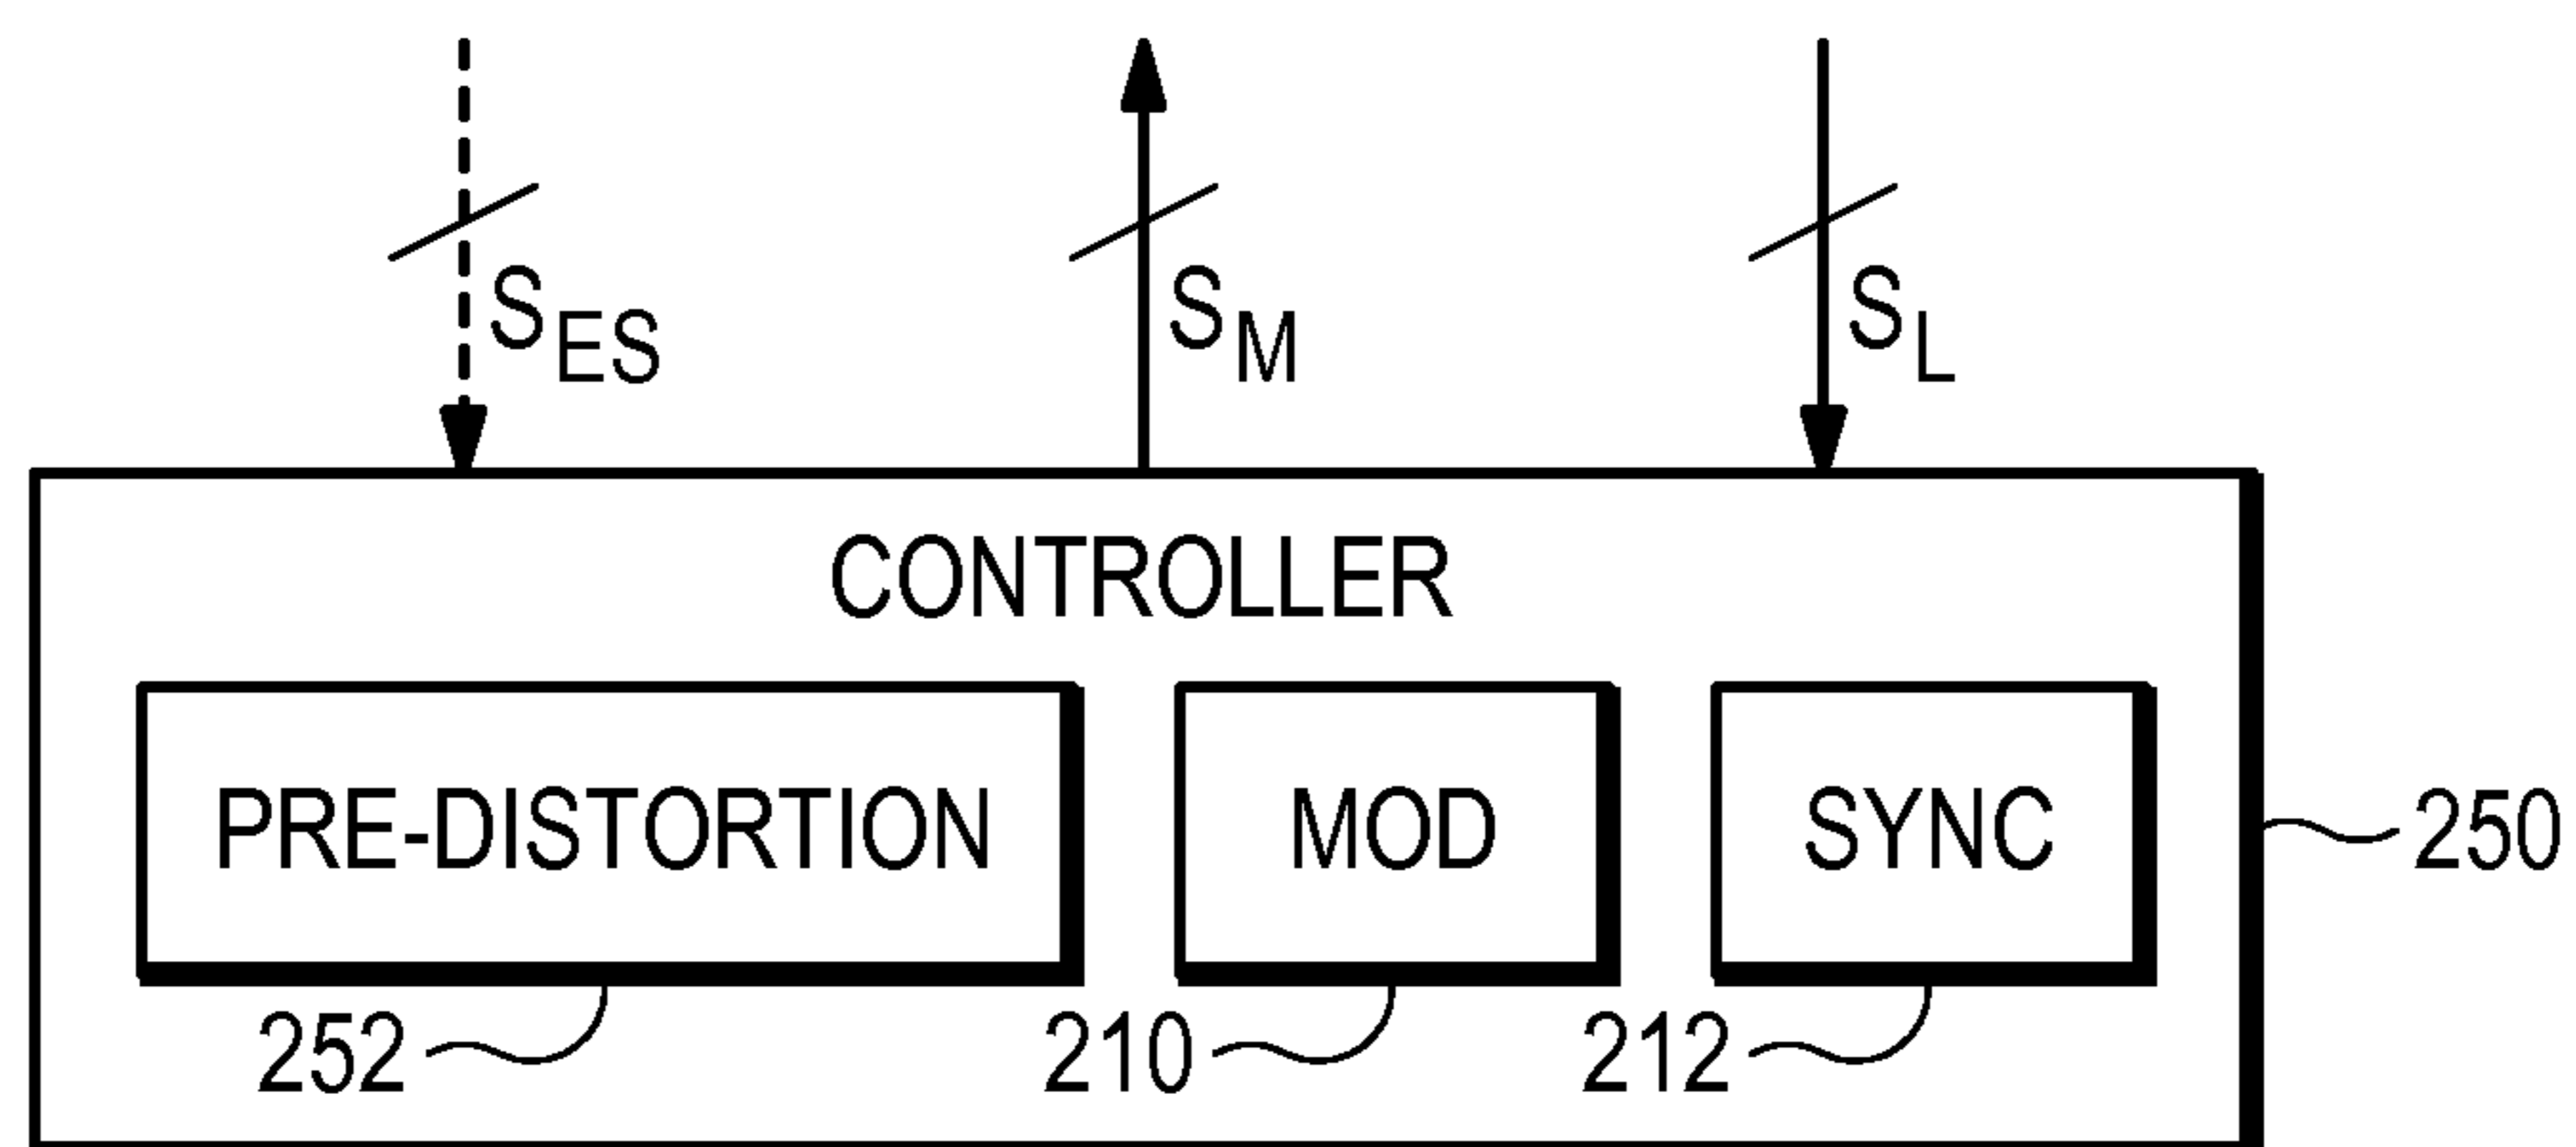 S_ES S_M S_L
CONTROLLER
PRE-DISTORTION MOD SYNC
250
252 210 212